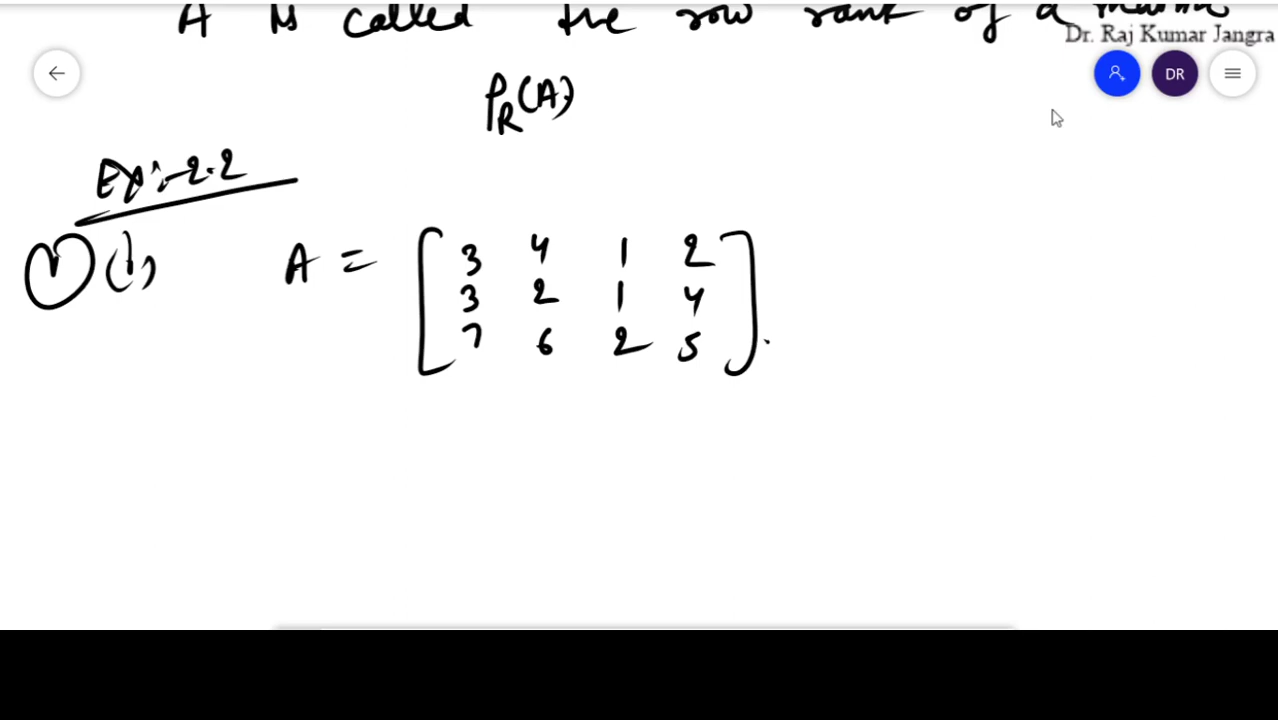 A is called the row rank of a matrix
Dr. Raj Kumar Jangra
DR
ρR(A)
Ex:-2.2
(i) A = [3 4 1 2
3 2 1 4
7 6 2 5].